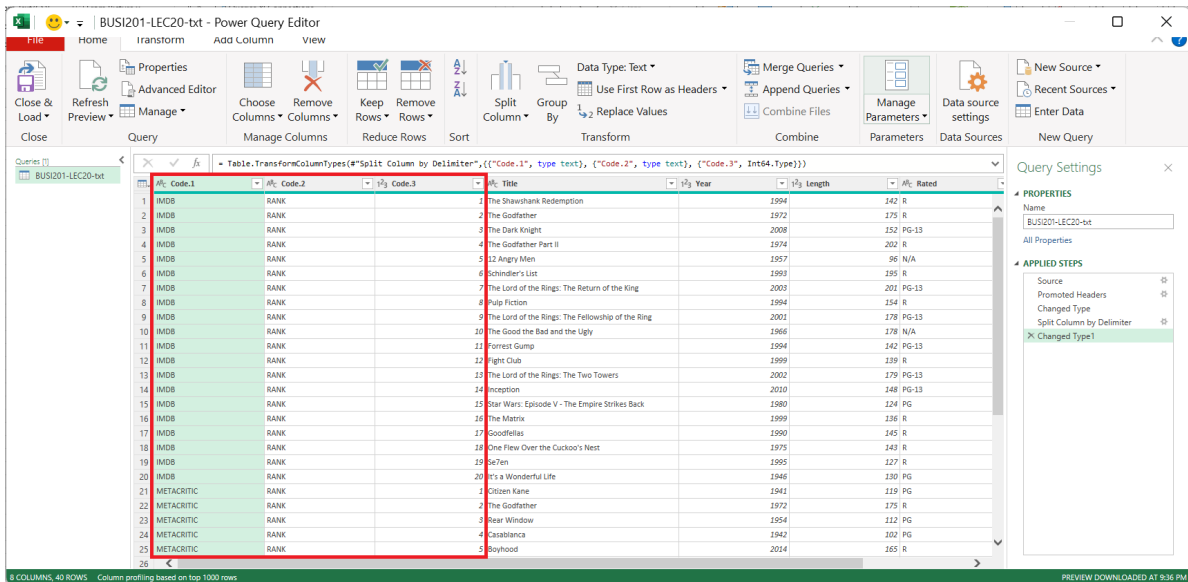 BUSI201-LEC20-txt - Power Query Editor
File Home Transform Add Column View
Close & Load
Refresh Preview
Properties
Advanced Editor
Manage
Choose Columns
Remove Columns
Keep Rows
Remove Rows
Split Column
Group By
Data Type: Text
Use First Row as Headers
Replace Values
Merge Queries
Append Queries
Combine Files
Manage Parameters
Data source settings
New Source
Recent Sources
Enter Data
Close Query Manage Columns Reduce Rows Sort Transform Combine Parameters Data Sources New Query
Queries [1]
BUSI201-LEC20-txt
fx = Table.TransformColumnTypes(#"Split Column by Delimiter",{{"Code.1", type text}, {"Code.2", type text}, {"Code.3", Int64.Type}})
ABC Code.1 ABC Code.2 123 Code.3 ABC Title 123 Year 123 Length ABC Rated
1 IMDB RANK 1 The Shawshank Redemption 1994 142 R
2 IMDB RANK 2 The Godfather 1972 175 R
3 IMDB RANK 3 The Dark Knight 2008 152 PG-13
4 IMDB RANK 4 The Godfather Part II 1974 202 R
5 IMDB RANK 5 12 Angry Men 1957 96 N/A
6 IMDB RANK 6 Schindler's List 1993 195 R
7 IMDB RANK 7 The Lord of the Rings: The Return of the King 2003 201 PG-13
8 IMDB RANK 8 Pulp Fiction 1994 154 R
9 IMDB RANK 9 The Lord of the Rings: The Fellowship of the Ring 2001 178 PG-13
10 IMDB RANK 10 The Good the Bad and the Ugly 1966 178 N/A
11 IMDB RANK 11 Forrest Gump 1994 142 PG-13
12 IMDB RANK 12 Fight Club 1999 139 R
13 IMDB RANK 13 The Lord of the Rings: The Two Towers 2002 179 PG-13
14 IMDB RANK 14 Inception 2010 148 PG-13
15 IMDB RANK 15 Star Wars: Episode V - The Empire Strikes Back 1980 124 PG
16 IMDB RANK 16 The Matrix 1999 136 R
17 IMDB RANK 17 Goodfellas 1990 145 R
18 IMDB RANK 18 One Flew Over the Cuckoo's Nest 1975 143 R
19 IMDB RANK 19 Se7en 1995 127 R
20 IMDB RANK 20 It's a Wonderful Life 1946 130 PG
21 METACRITIC RANK 1 Citizen Kane 1941 119 PG
22 METACRITIC RANK 2 The Godfather 1972 175 R
23 METACRITIC RANK 3 Rear Window 1954 112 PG
24 METACRITIC RANK 4 Casablanca 1942 102 PG
25 METACRITIC RANK 5 Boyhood 2014 165 R
26
Query Settings
PROPERTIES
Name
BUSI201-LEC20-txt
All Properties
APPLIED STEPS
Source
Promoted Headers
Changed Type
Split Column by Delimiter
Changed Type1
8 COLUMNS, 40 ROWS Column profiling based on top 1000 rows PREVIEW DOWNLOADED AT 9:36 PM